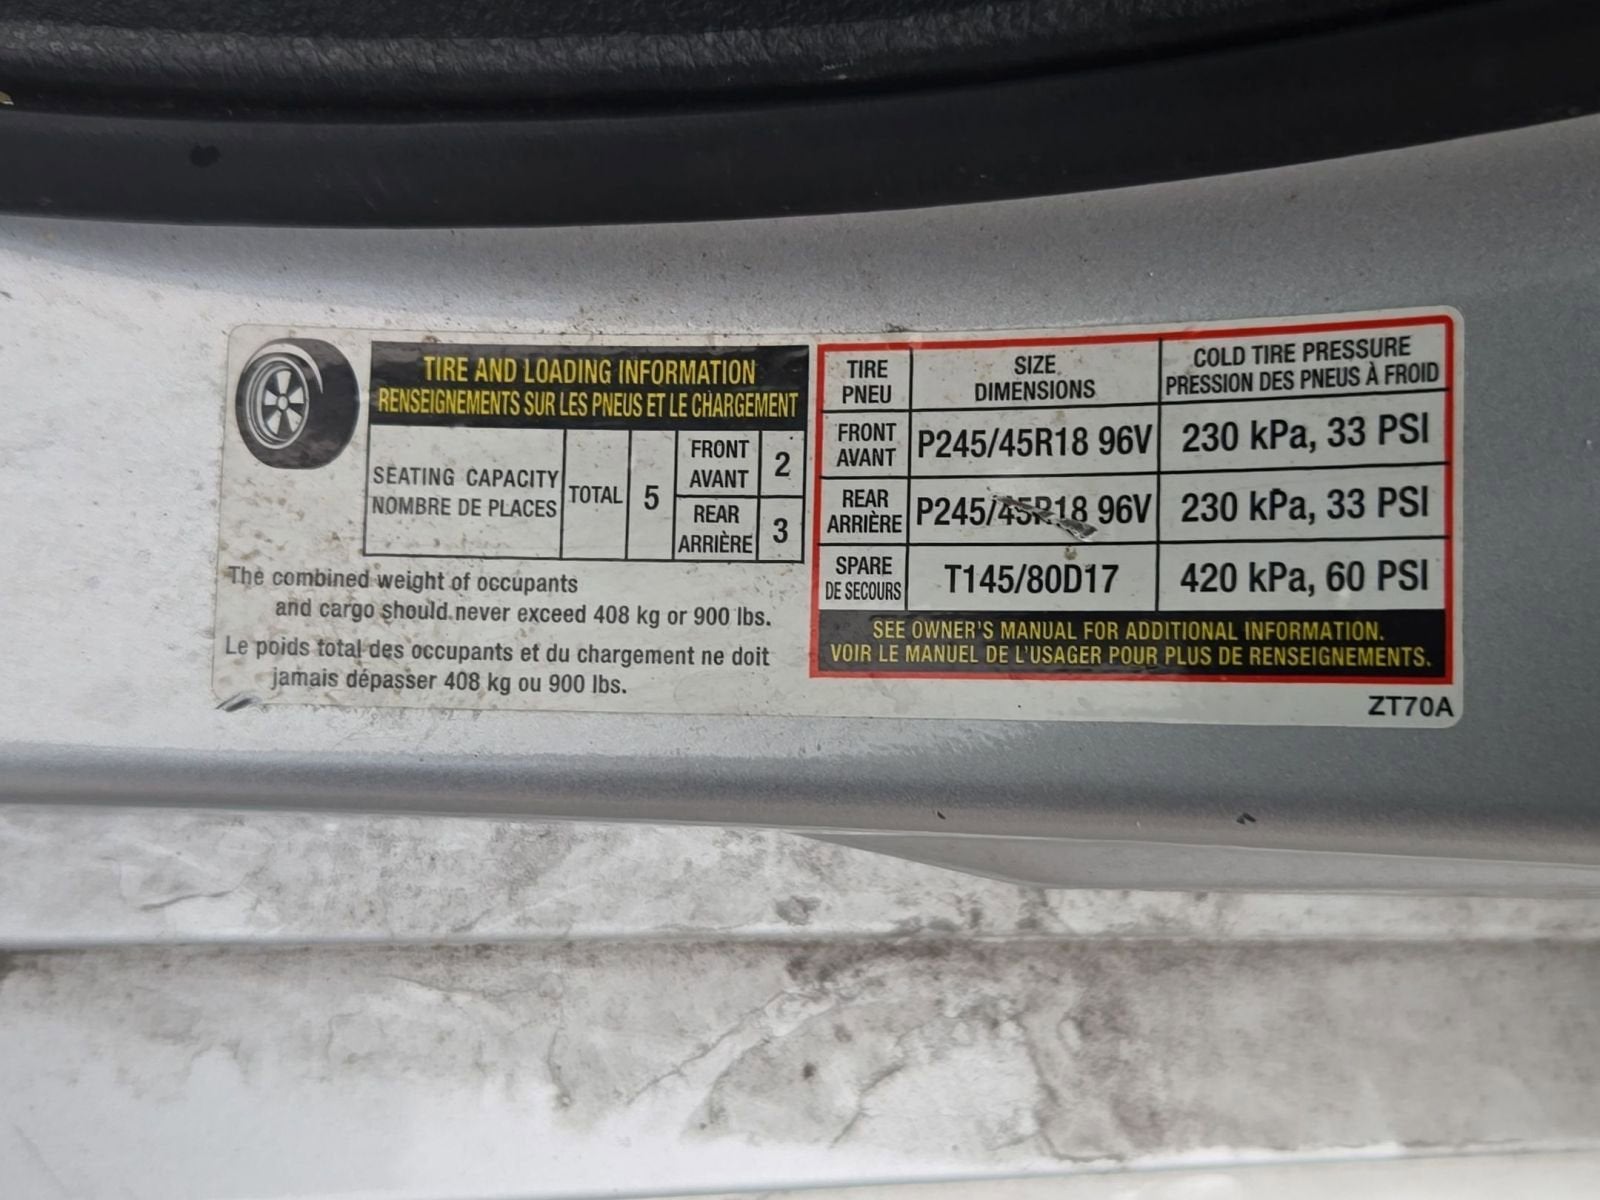 TIRE AND LOADING INFORMATION
RENSEIGNEMENTS SUR LES PNEUS ET LE CHARGEMENT
SEATING CAPACITY
NOMBRE DE PLACES
TOTAL
5
FRONT
AVANT
2
REAR
ARRIÈRE
3
The combined weight of occupants
and cargo should never exceed 408 kg or 900 lbs.
Le poids total des occupants et du chargement ne doit
jamais dépasser 408 kg ou 900 lbs.
TIRE
PNEU
SIZE
DIMENSIONS
COLD TIRE PRESSURE
PRESSION DES PNEUS À FROID
FRONT
AVANT
P245/45R18 96V
230 kPa, 33 PSI
REAR
ARRIÈRE
P245/45R18 96V
230 kPa, 33 PSI
SPARE
DE SECOURS
T145/80D17
420 kPa, 60 PSI
SEE OWNER'S MANUAL FOR ADDITIONAL INFORMATION.
VOIR LE MANUEL DE L'USAGER POUR PLUS DE RENSEIGNEMENTS.
ZT70A